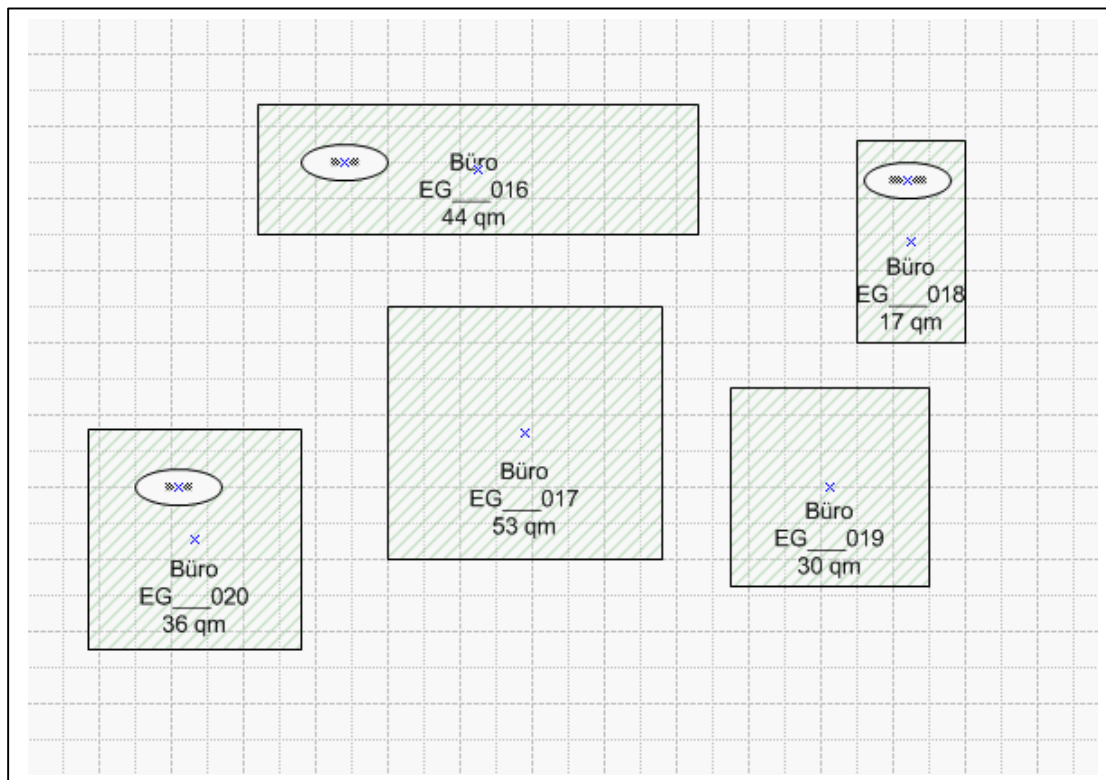 Büro
EG___016
44 qm
Büro
EG___018
17 qm
Büro
EG___017
53 qm
Büro
EG___019
30 qm
Büro
EG___020
36 qm